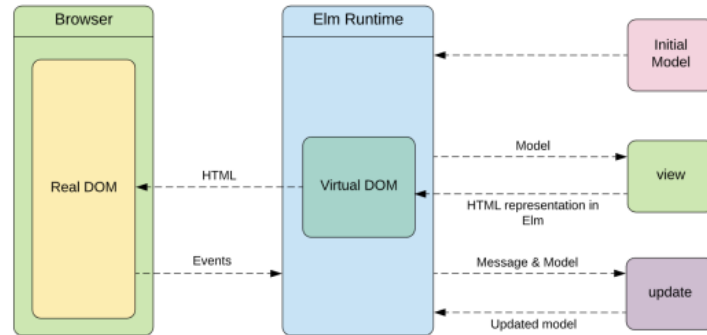 Browser
Elm Runtime
Initial
Model
Model
HTML
Real DOM
Virtual DOM
view
HTML representation in
Elm
Events
Message & Model
update
Updated model